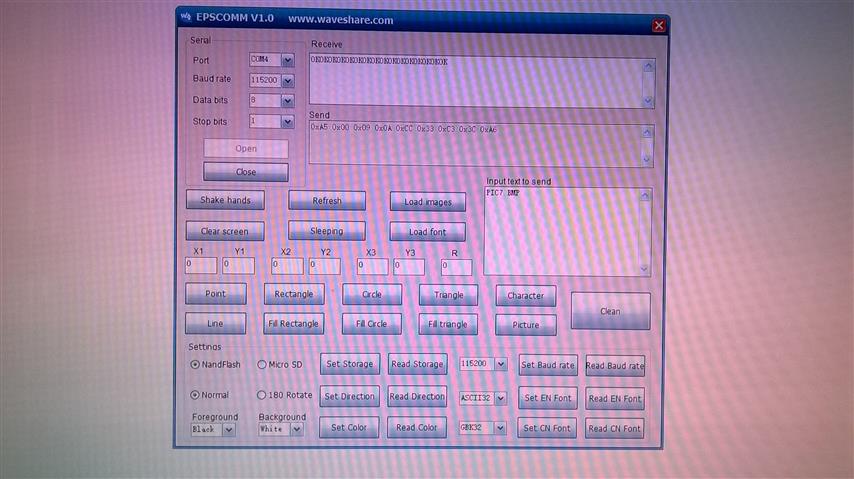 EPSCOMM V1.0 www.waveshare.com
Serial
Port COM4
Baud rate 115200
Data bits 8
Stop bits 1
Open
Close
Receive
OKOKOKOKOKOKOKOKOKOKOKOKOKOKOKOK
Send
0xA5 0x00 0x09 0x0A 0xCC 0x33 0xC3 0x3C 0xA6
Input text to send
PIC7.BMP
Shake hands Refresh Load images
Clear screen Sleeping Load font
X1 Y1 X2 Y2 X3 Y3 R
0 0 0 0 0 0 0
Point Rectangle Circle Triangle Character
Clean
Line Fill Rectangle Fill Circle Fill triangle Picture
Settings
NandFlash Micro SD Set Storage Read Storage 115200 Set Baud rate Read Baud rate
Normal 180 Rotate Set Direction Read Direction ASCII32 Set EN Font Read EN Font
Foreground Background
Black White Set Color Read Color GBK32 Set CN Font Read CN Font